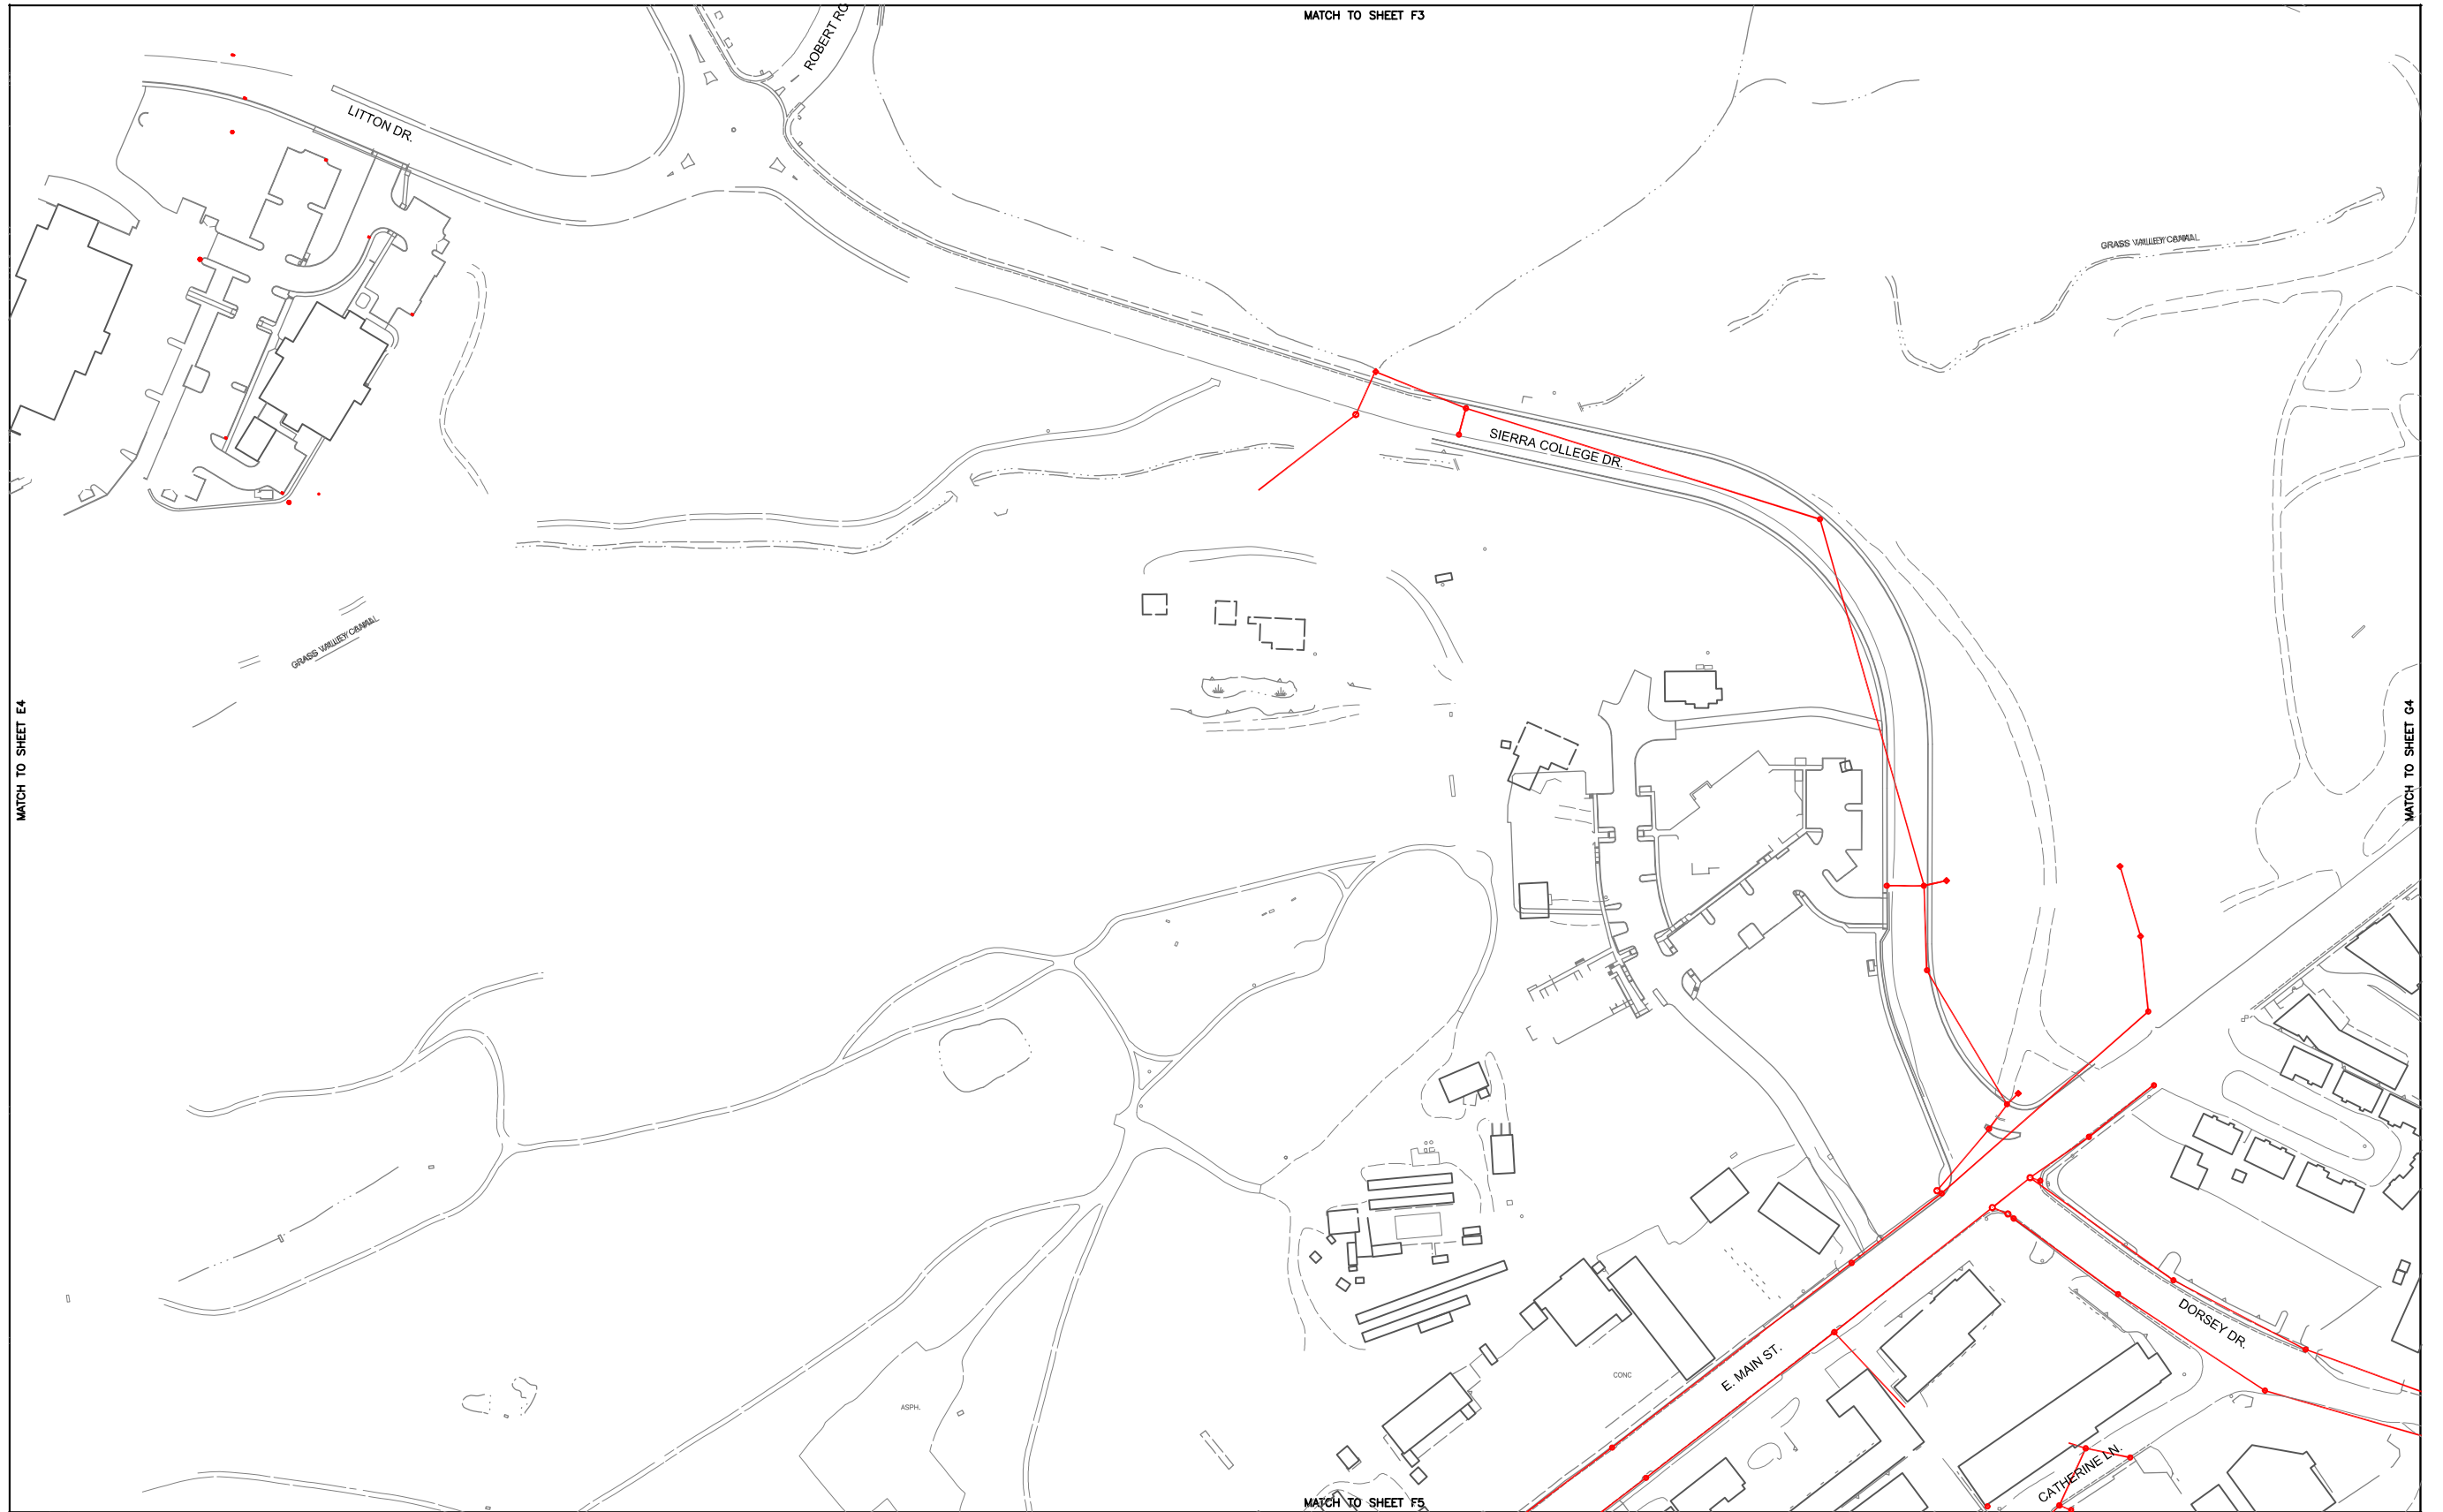 MATCH TO SHEET F3
ROBERT RO
LITTON DR.
GRASS VALLEY CANAL
SIERRA COLLEGE DR.
GRASS VALLEY CANAL
MATCH TO SHEET E4
MATCH TO SHEET G4
DORSEY DR.
E. MAIN ST.
CONC
ASPH.
CATHERINE LN.
MATCH TO SHEET F5